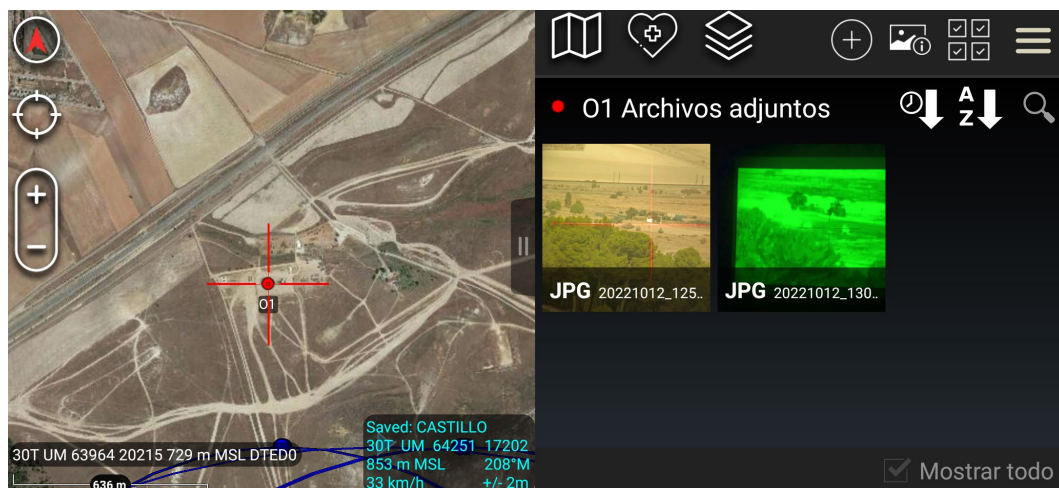 O1
30T UM 63964 20215 729 m MSL DTED0
636 m
Saved: CASTILLO
30T UM 64251 17202
853 m MSL 208°M
33 km/h +/- 2m
O1 Archivos adjuntos
A
Z
JPG 20221012_125..
JPG 20221012_130..
Mostrar todo